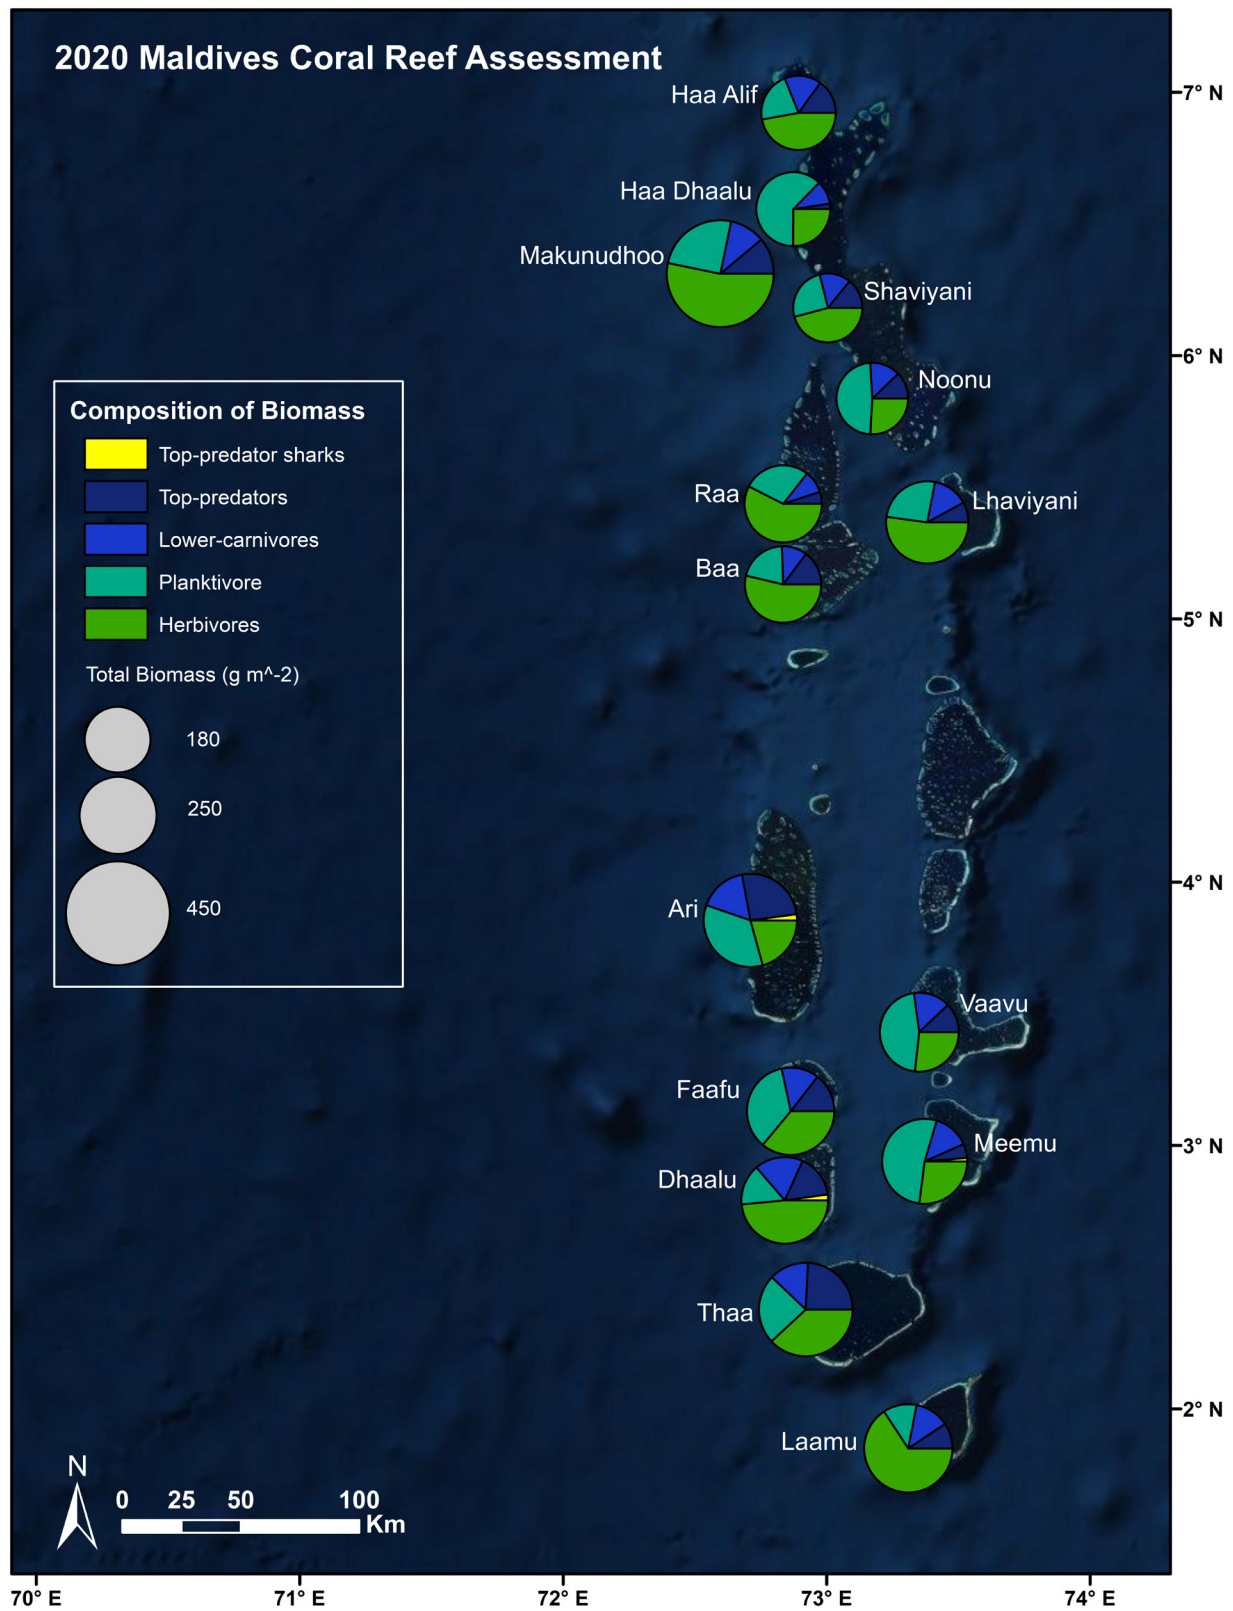 2020 Maldives Coral Reef Assessment
Haa Alif
7° N
Haa Dhaalu
Makunudhoo
Shaviyani
6° N
Noonu
Composition of Biomass
Top-predator sharks
Top-predators
Lower-carnivores
Planktivore
Herbivores
Total Biomass (g m^-2)
180
250
450
Raa
Lhaviyani
Baa
5° N
4° N
Ari
Vaavu
Faafu
Meemu
3° N
Dhaalu
Thaa
2° N
Laamu
N
0 25 50 100
Km
70° E 71° E 72° E 73° E 74° E